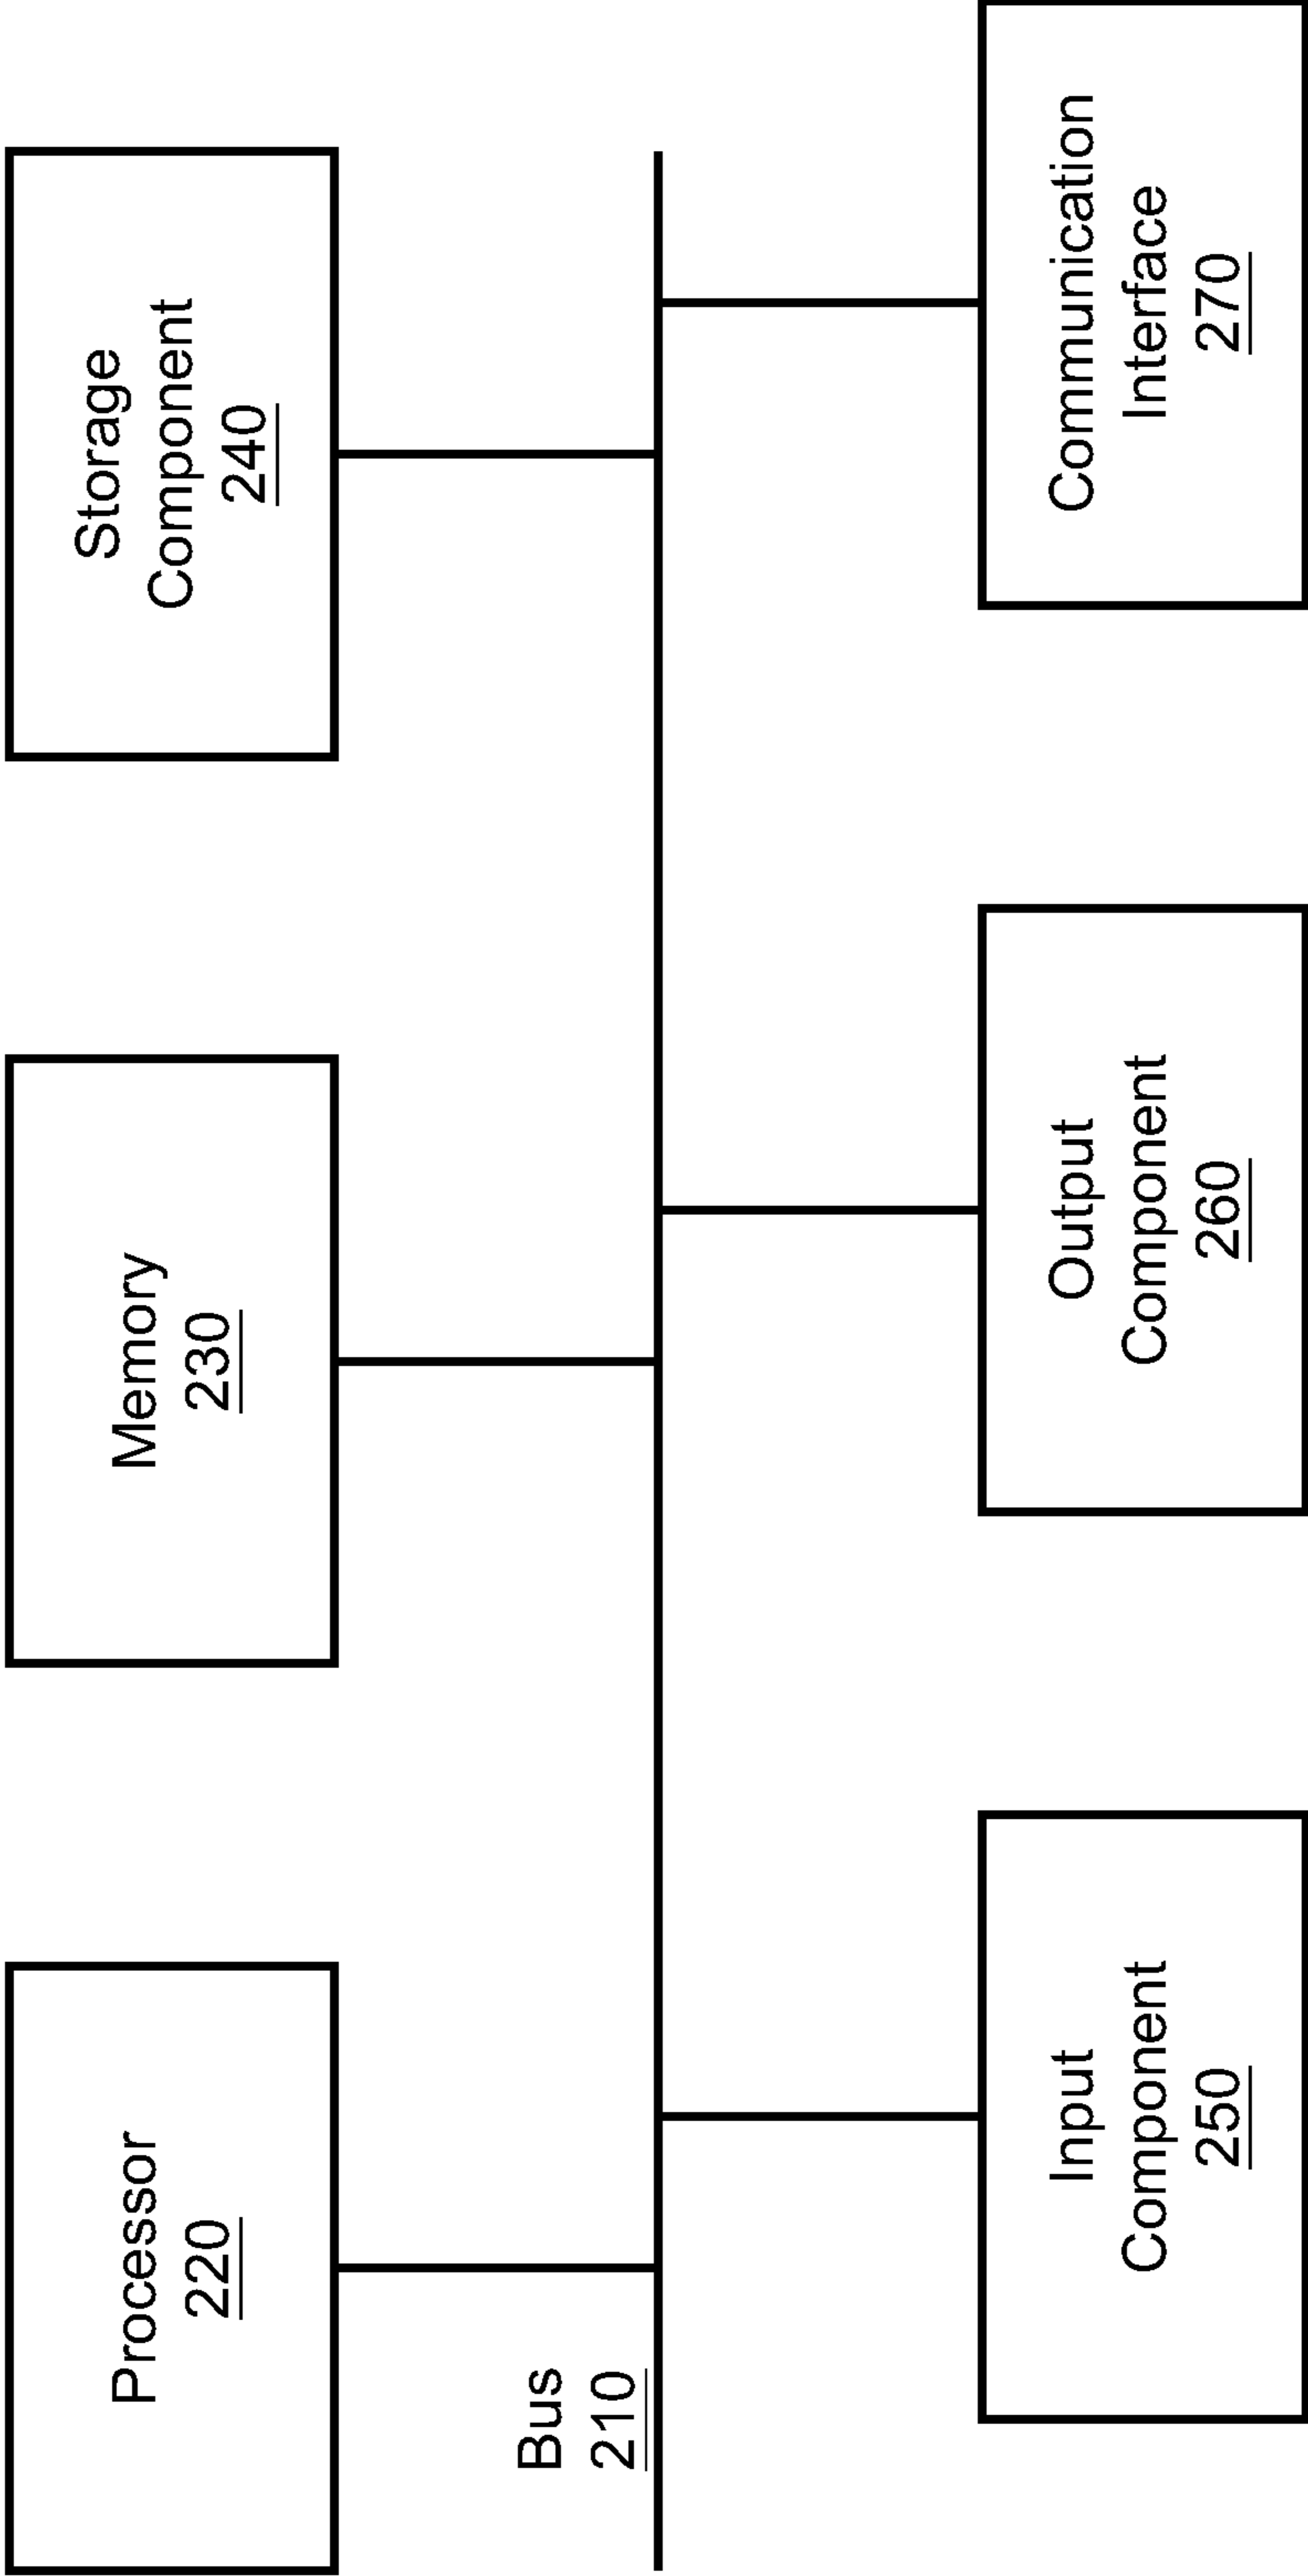 Processor
220
Memory
230
Storage
Component
240
Bus
210
Input
Component
250
Output
Component
260
Communication
Interface
270